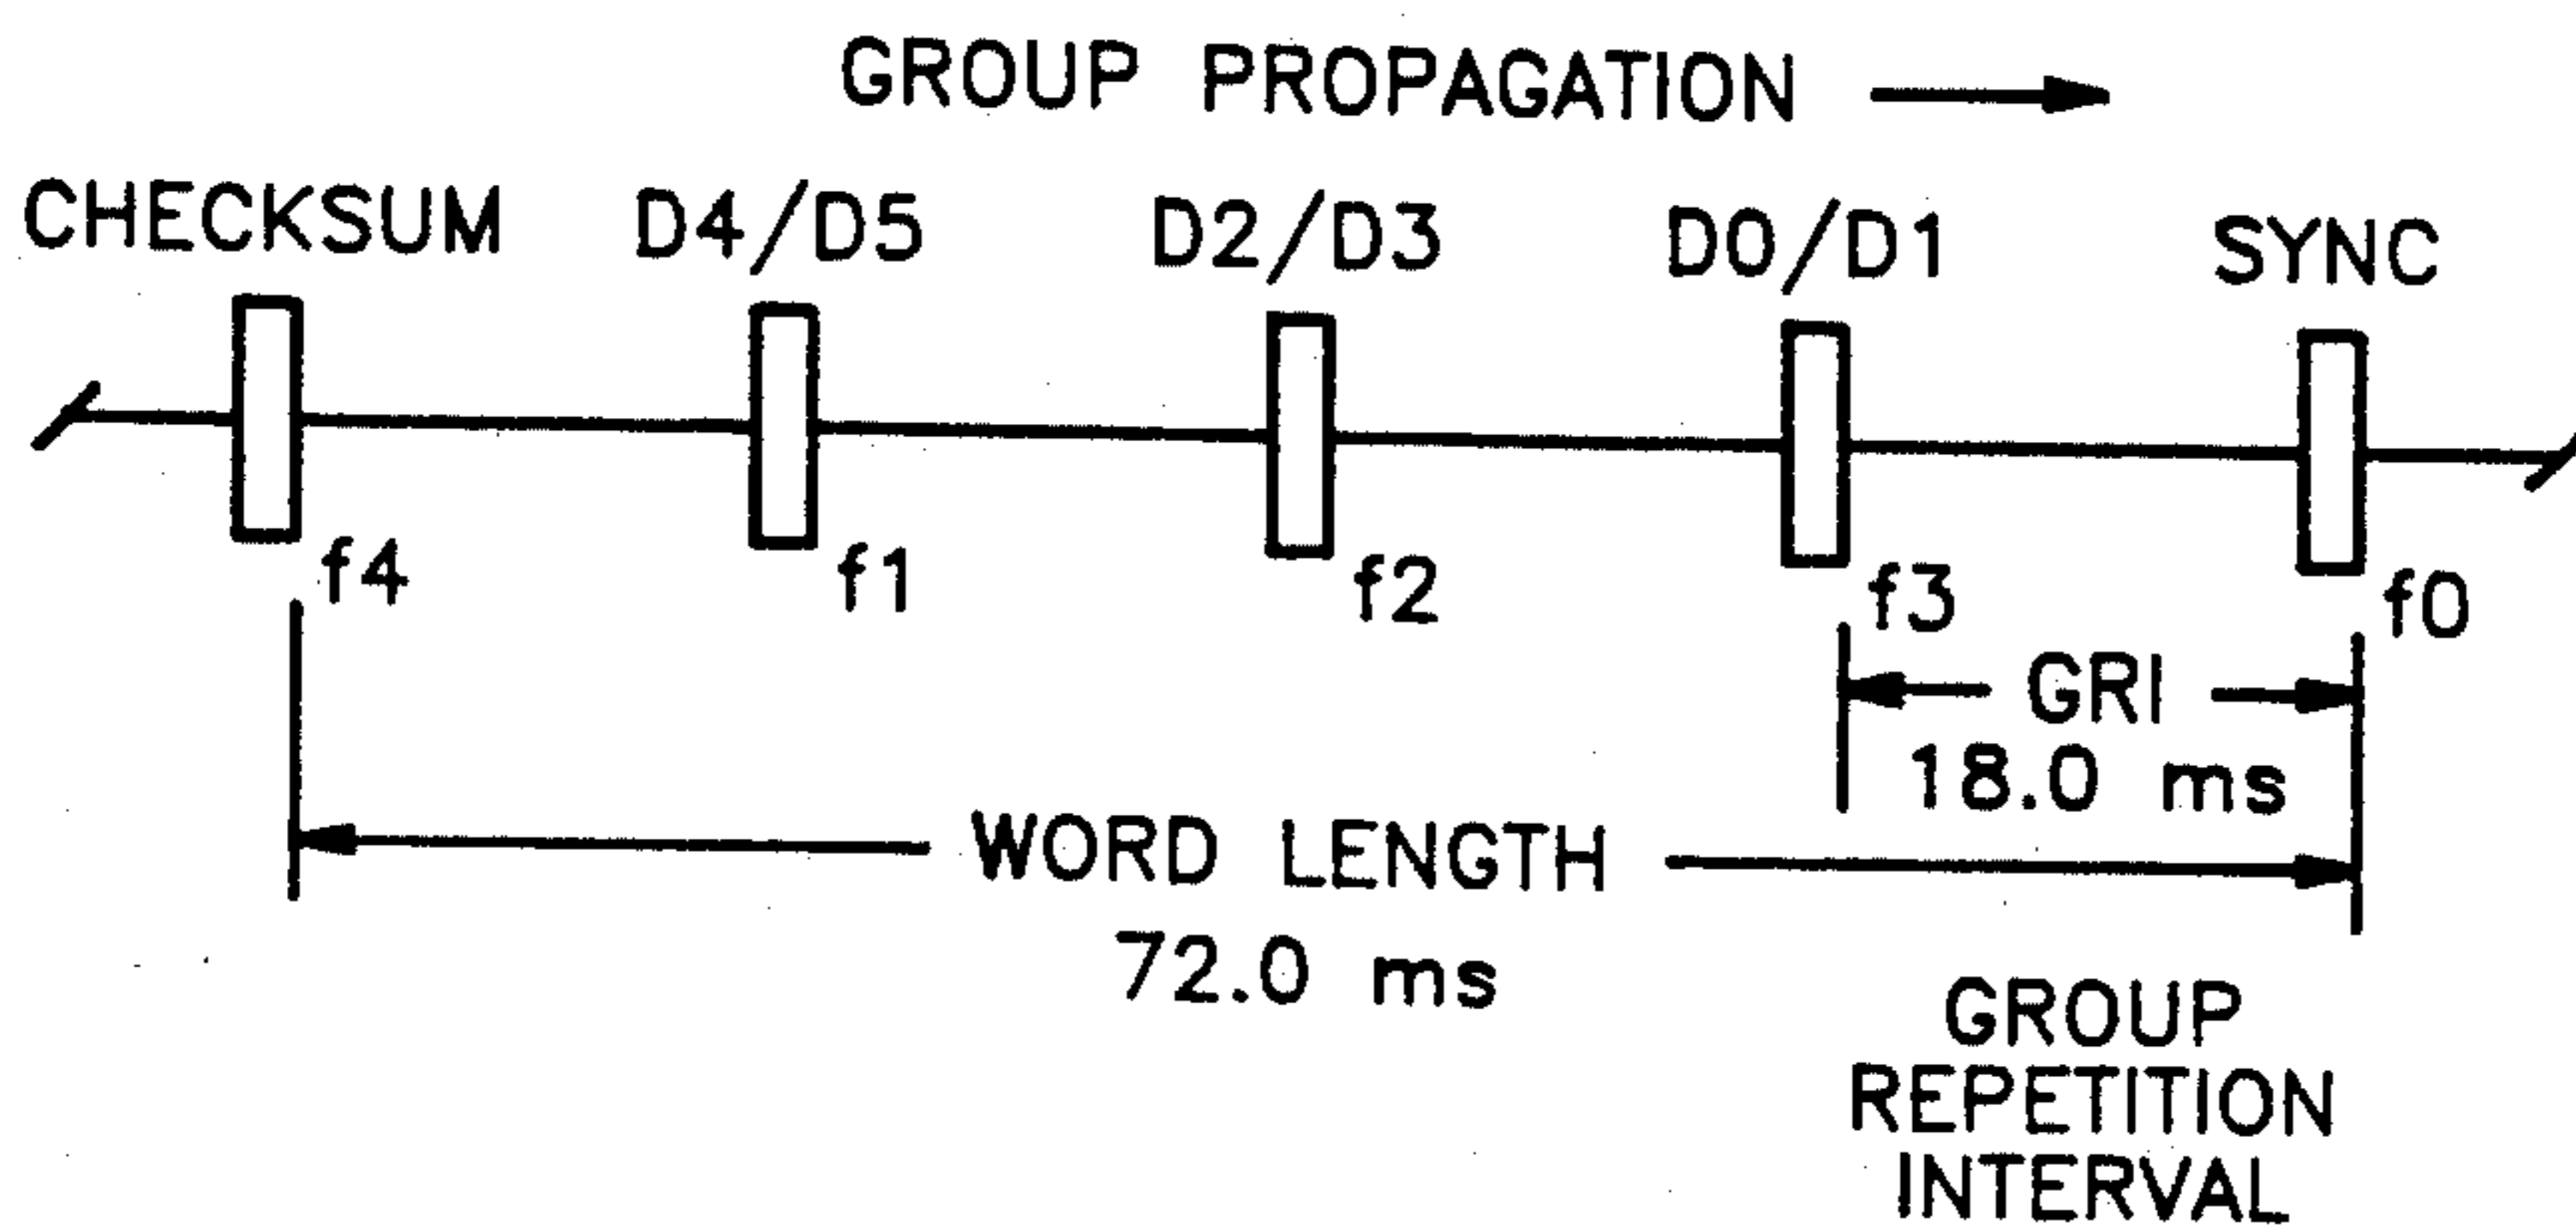 GROUP PROPAGATION
CHECKSUM D4/D5 D2/D3 D0/D1 SYNC
f4 f1 f2 f3 f0
GRI
18.0 ms
WORD LENGTH
72.0 ms
GROUP
REPETITION
INTERVAL